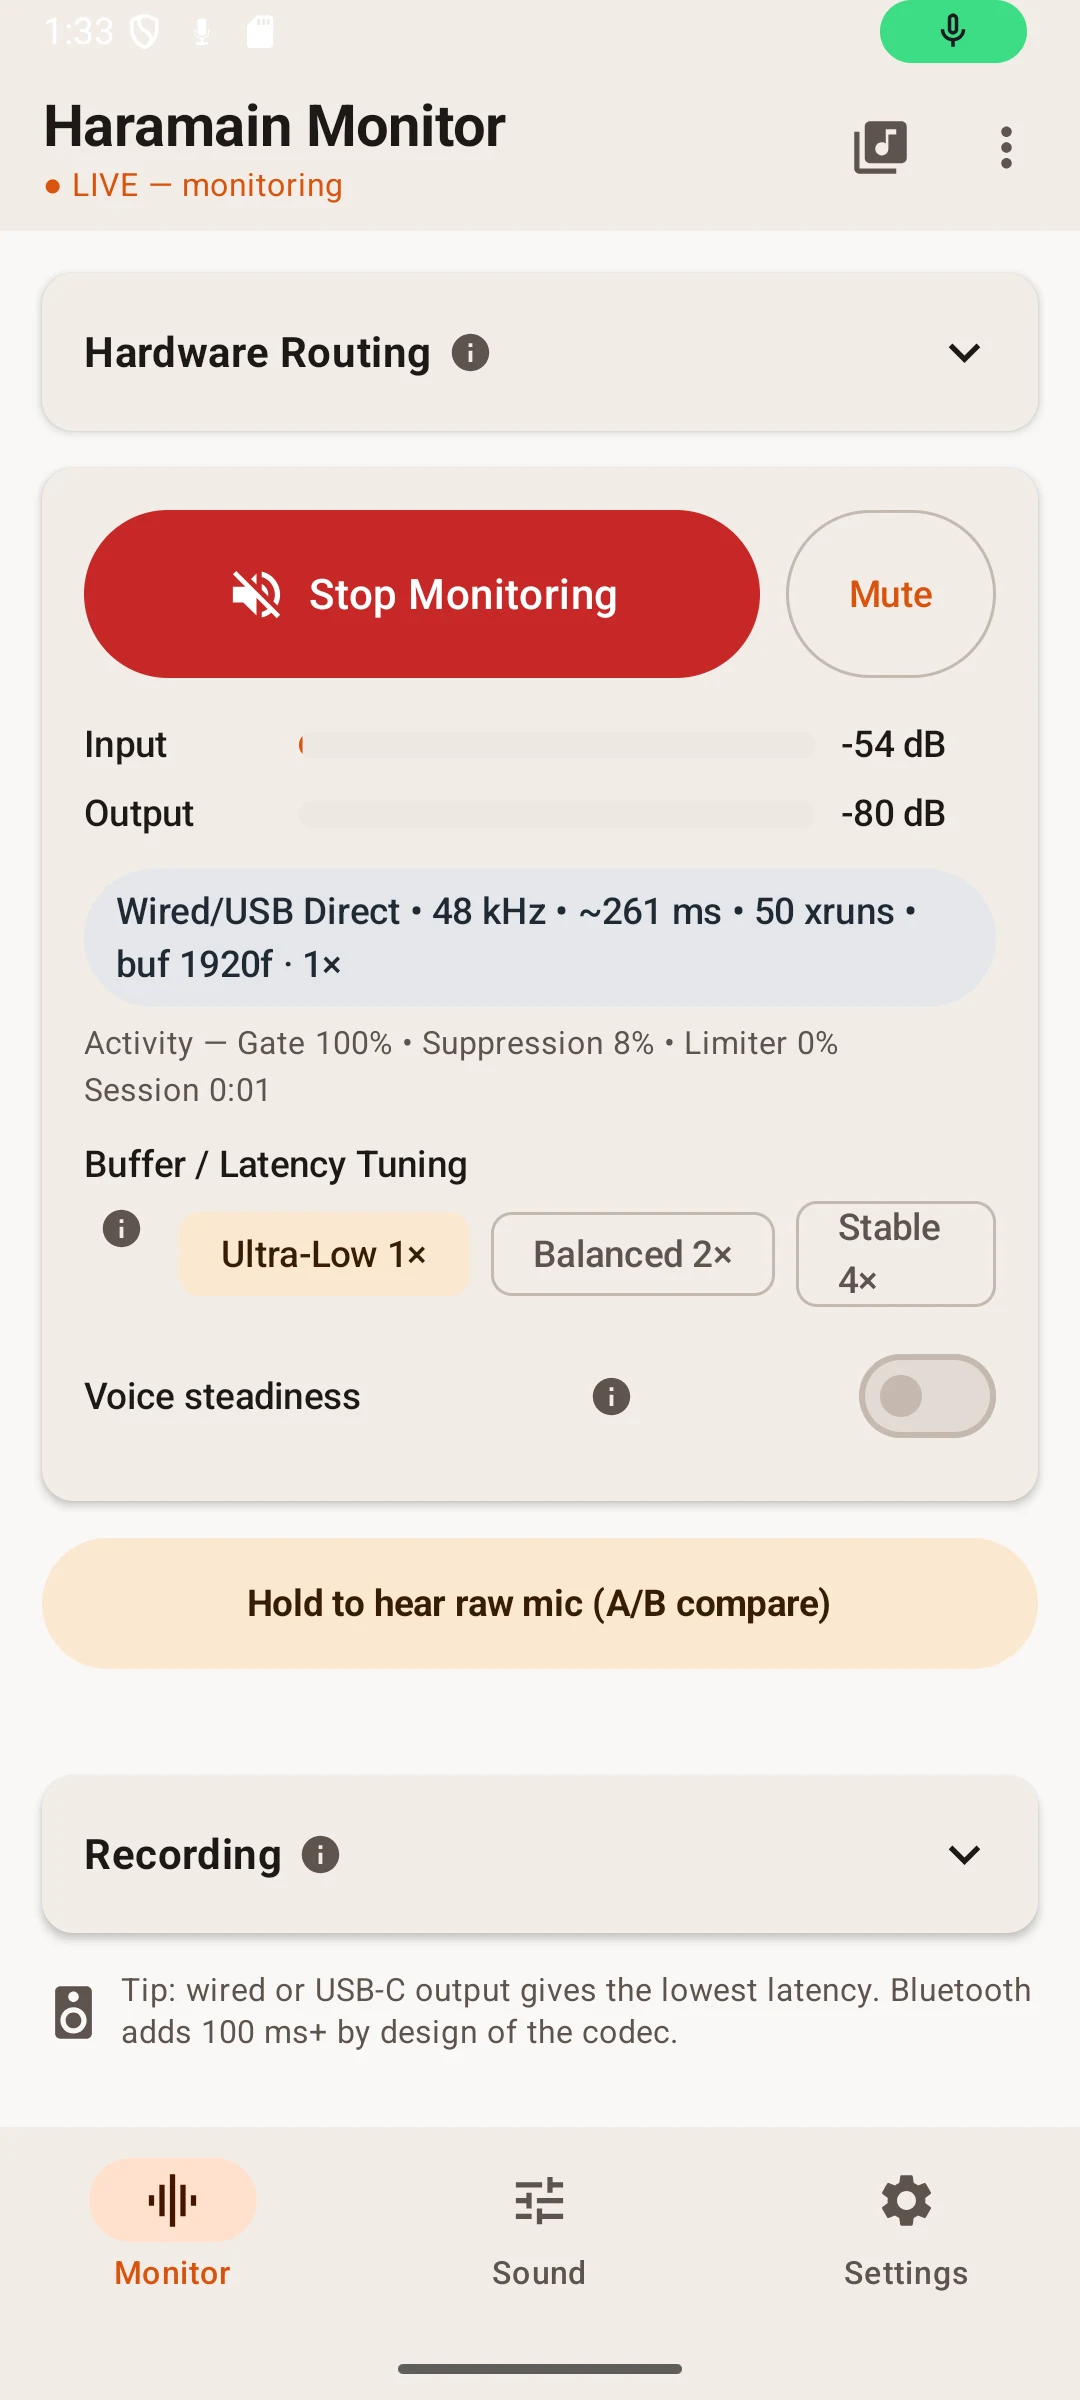 1:33
Haramain Monitor
● LIVE — monitoring
Hardware Routing
Stop Monitoring
Mute
Input
-54 dB
Output
-80 dB
Wired/USB Direct • 48 kHz • ~261 ms • 50 xruns •
buf 1920f · 1×
Activity — Gate 100% • Suppression 8% • Limiter 0%
Session 0:01
Buffer / Latency Tuning
Ultra-Low 1×
Balanced 2×
Stable
4×
Voice steadiness
Hold to hear raw mic (A/B compare)
Recording
Tip: wired or USB-C output gives the lowest latency. Bluetooth
adds 100 ms+ by design of the codec.
Monitor
Sound
Settings